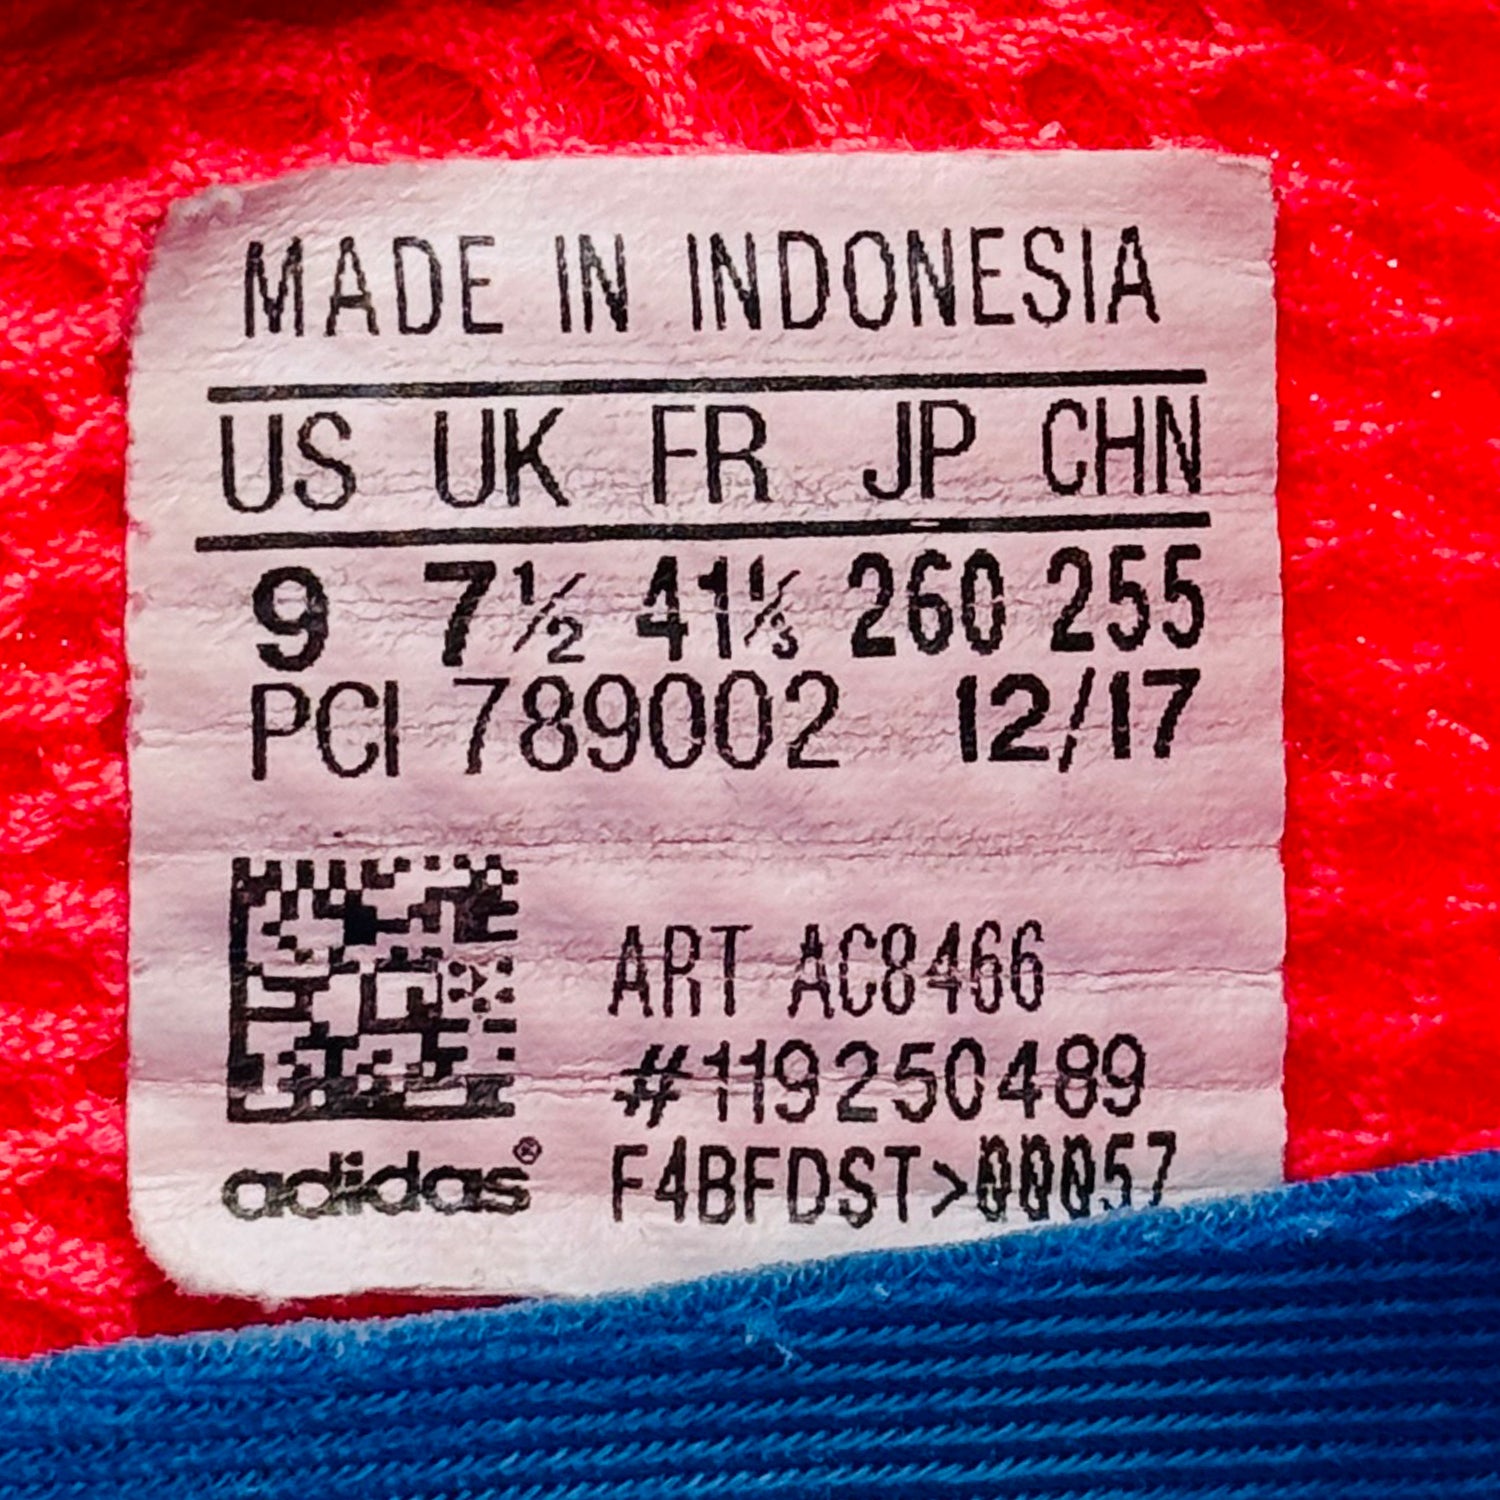 MADE IN INDONESIA
US UK FR JP CHN
9 7½ 41⅓ 260 255
PCI 789002 12/17
ART AC8466
#119250489
adidas® F4BFDST>00057